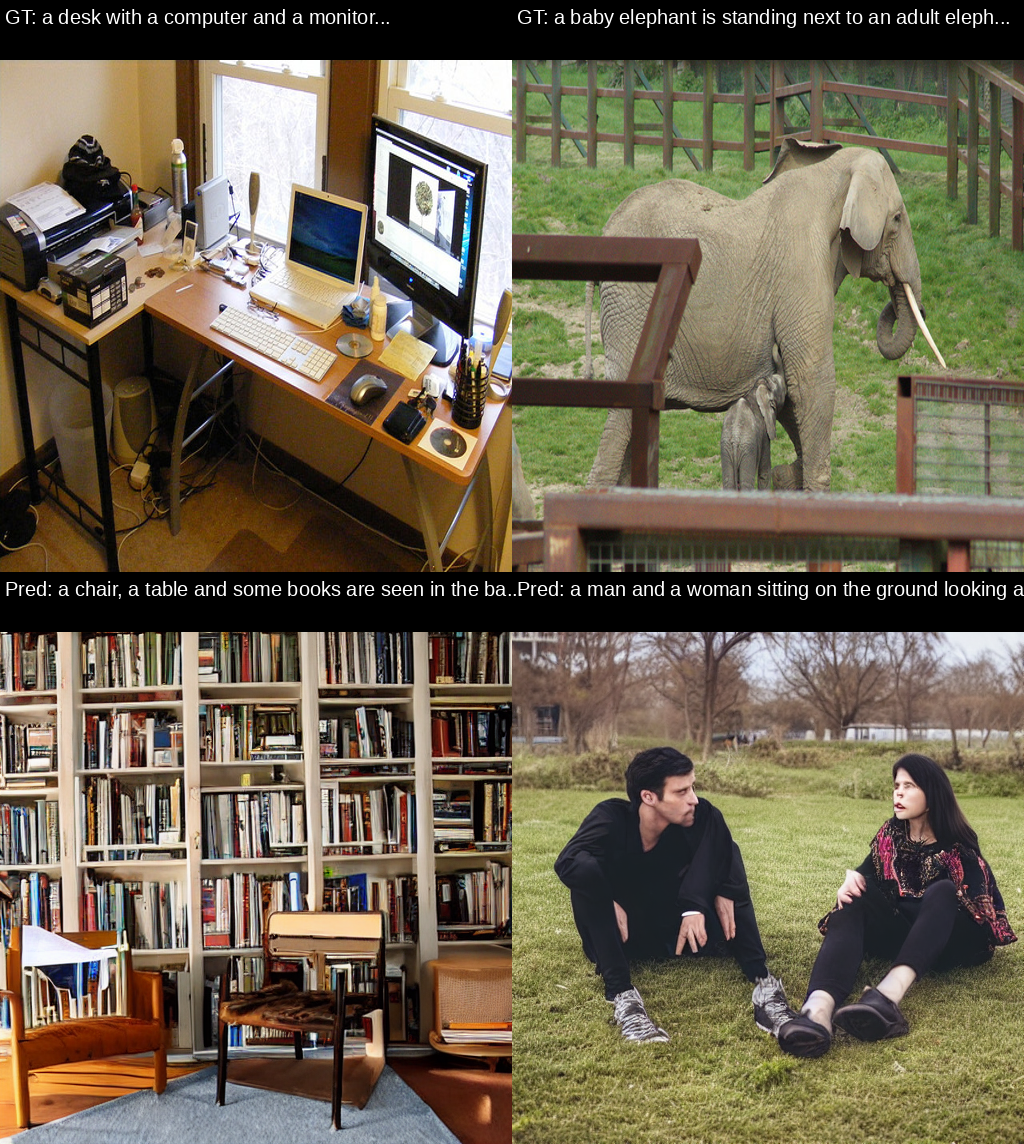 GT: a desk with a computer and a monitor...
GT: a baby elephant is standing next to an adult eleph...
Pred: a chair, a table and some books are seen in the ba...
Pred: a man and a woman sitting on the ground looking a